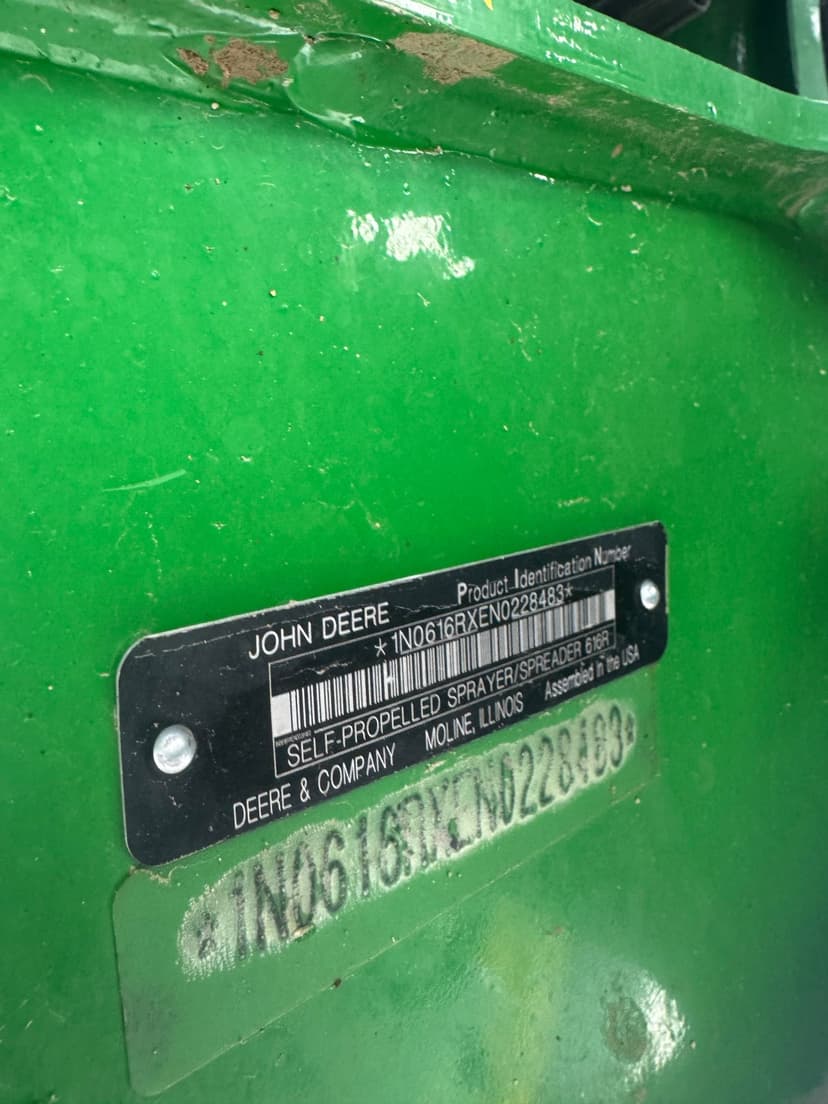 JOHN DEERE
Product Identification Number
*1N0616RXEN0228483*
SELF-PROPELLED SPRAYER/SPREADER 616R
DEERE & COMPANY MOLINE, ILLINOIS Assembled in the USA
*1N0616RXEN0228483*